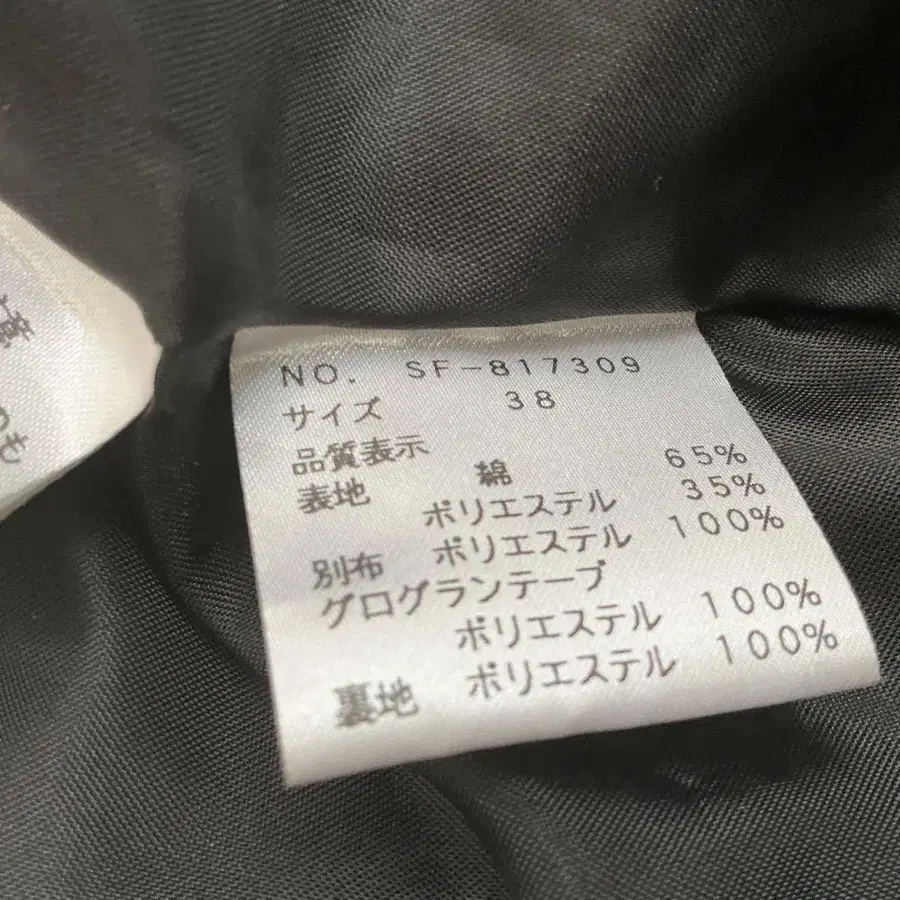 NO. SF-817309
サイズ 38
品質表示
表地 綿 65%
ポリエステル 35%
別布 ポリエステル 100%
グログランテープ
ポリエステル 100%
裏地 ポリエステル 100%